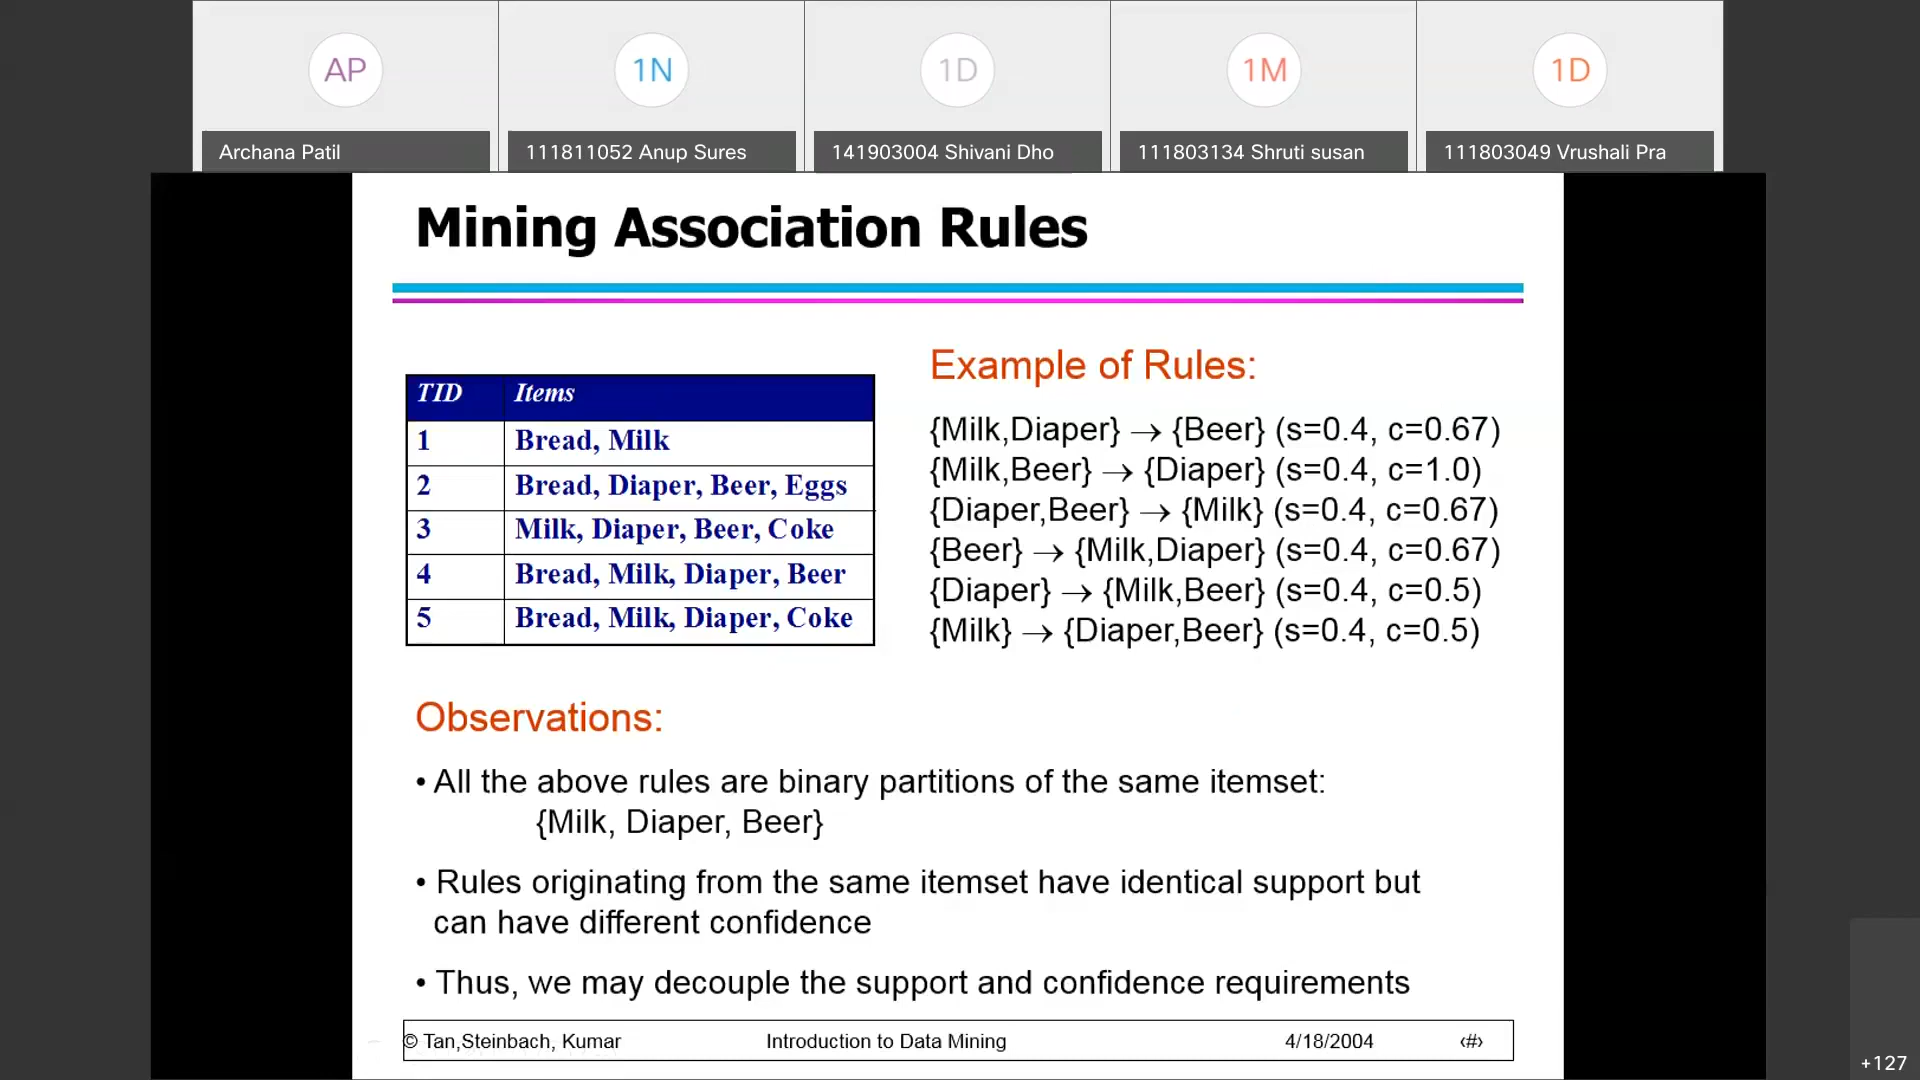 AP
1N
1D
1M
1D
Archana Patil
111811052 Anup Sures
141903004 Shivani Dho
111803134 Shruti susan
111803049 Vrushali Pra
Mining Association Rules
TID Items
1 Bread, Milk
2 Bread, Diaper, Beer, Eggs
3 Milk, Diaper, Beer, Coke
4 Bread, Milk, Diaper, Beer
5 Bread, Milk, Diaper, Coke
Example of Rules:
{Milk,Diaper} → {Beer} (s=0.4, c=0.67)
{Milk,Beer} → {Diaper} (s=0.4, c=1.0)
{Diaper,Beer} → {Milk} (s=0.4, c=0.67)
{Beer} → {Milk,Diaper} (s=0.4, c=0.67)
{Diaper} → {Milk,Beer} (s=0.4, c=0.5)
{Milk} → {Diaper,Beer} (s=0.4, c=0.5)
Observations:
• All the above rules are binary partitions of the same itemset:
{Milk, Diaper, Beer}
• Rules originating from the same itemset have identical support but
can have different confidence
• Thus, we may decouple the support and confidence requirements
© Tan,Steinbach, Kumar Introduction to Data Mining 4/18/2004 ‹#›
+127